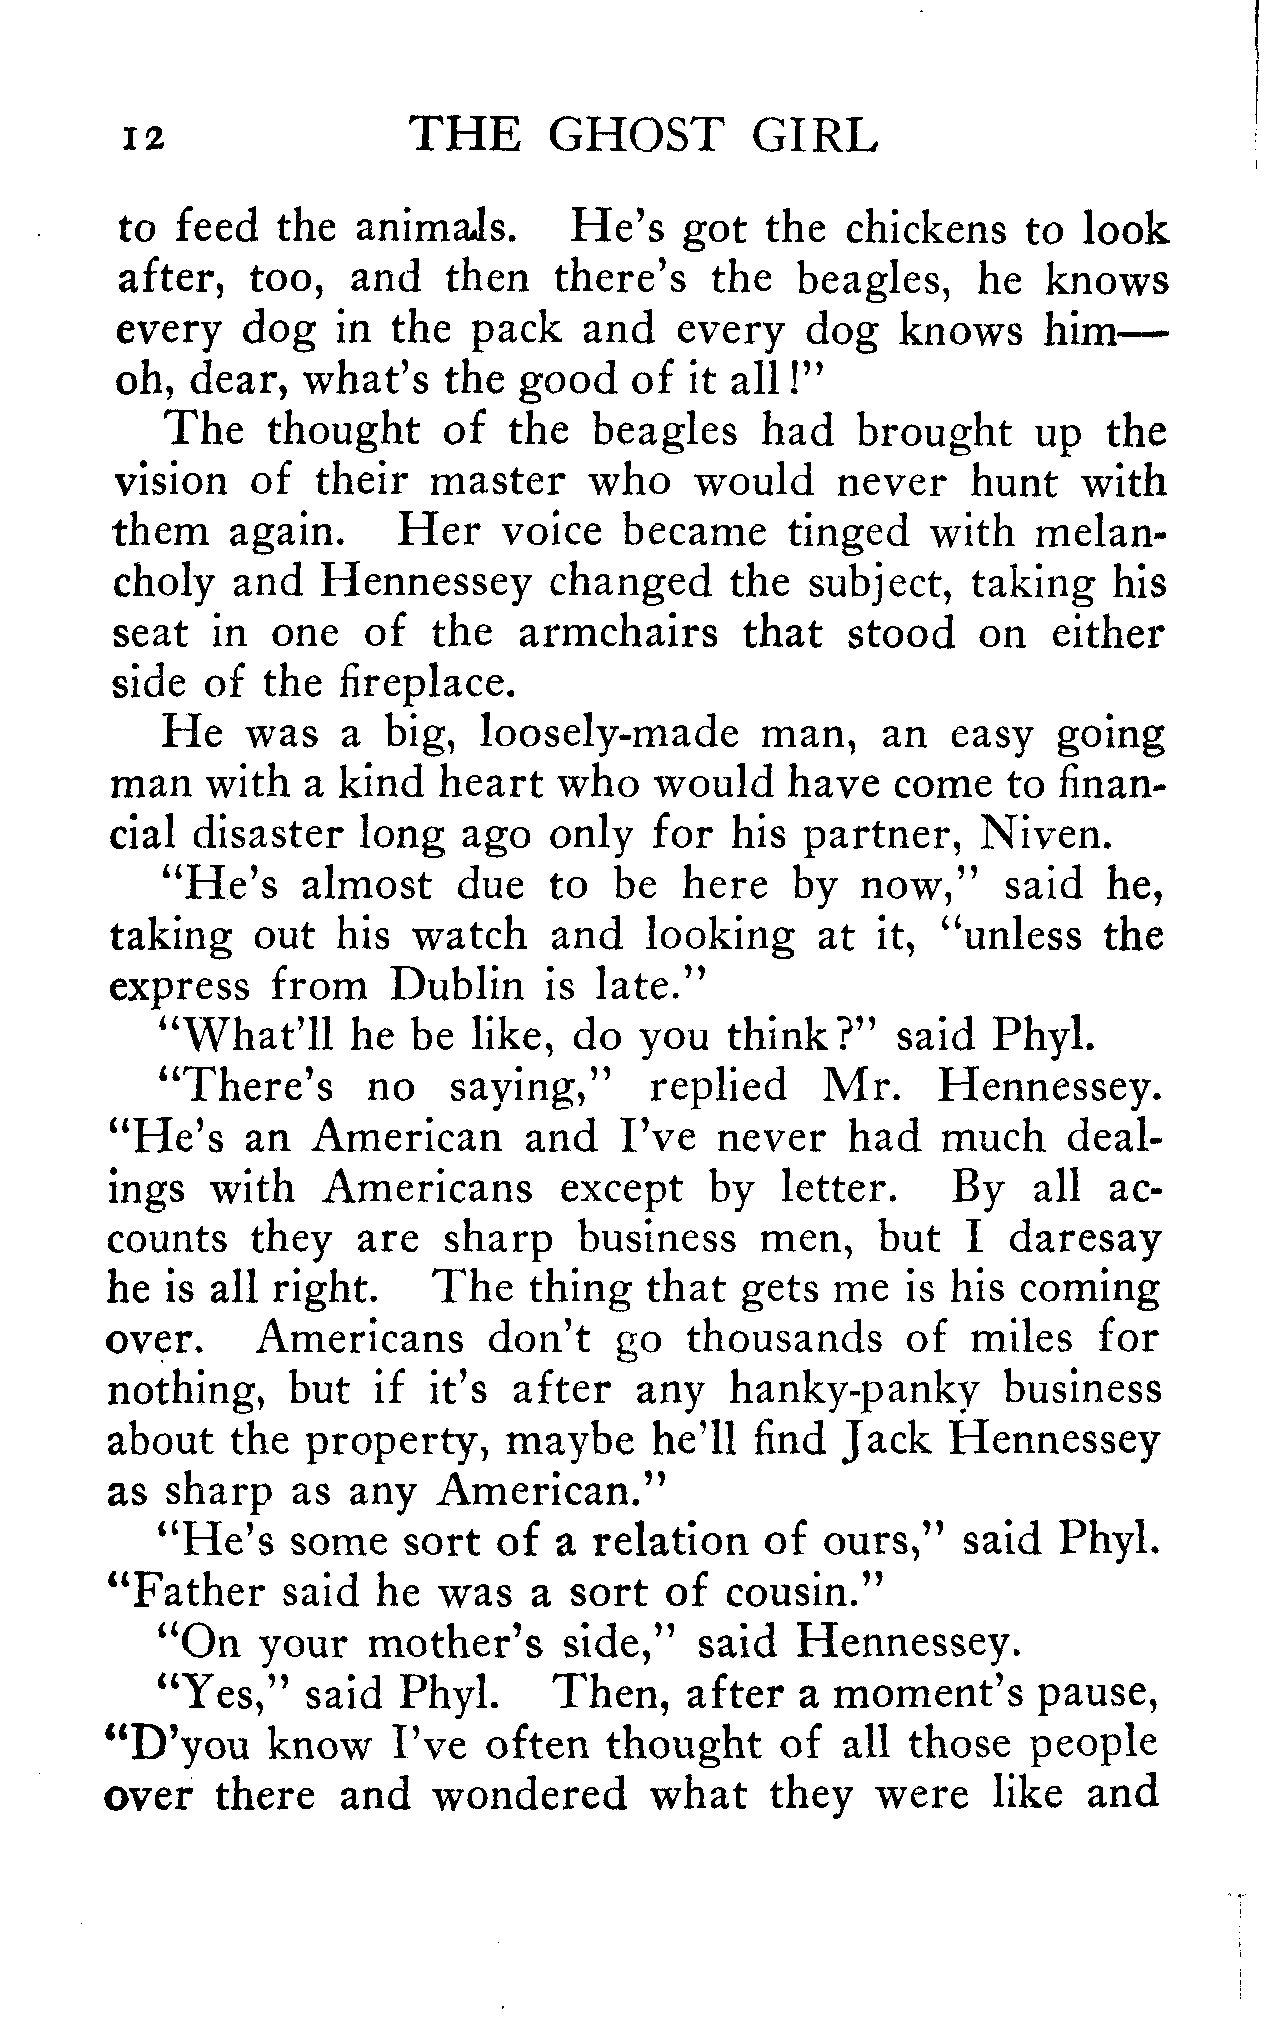 12 THE GHOST GIRL
to feed the animals. He's got the chickens to look
after, too, and then there's the beagles, he knows
every dog in the pack and every dog knows him—
oh, dear, what's the good of it all!"
The thought of the beagles had brought up the
vision of their master who would never hunt with
them again. Her voice became tinged with melan-
choly and Hennessey changed the subject, taking his
seat in one of the armchairs that stood on either
side of the fireplace.
He was a big, loosely-made man, an easy going
man with a kind heart who would have come to finan-
cial disaster long ago only for his partner, Niven.
"He's almost due to be here by now," said he,
taking out his watch and looking at it, "unless the
express from Dublin is late."
"What'll he be like, do you think?" said Phyl.
"There's no saying," replied Mr. Hennessey.
"He's an American and I've never had much deal-
ings with Americans except by letter. By all ac-
counts they are sharp business men, but I daresay
he is all right. The thing that gets me is his coming
over. Americans don't go thousands of miles for
nothing, but if it's after any hanky-panky business
about the property, maybe he'll find Jack Hennessey
as sharp as any American."
"He's some sort of a relation of ours," said Phyl.
"Father said he was a sort of cousin."
"On your mother's side," said Hennessey.
"Yes," said Phyl. Then, after a moment's pause,
"D'you know I've often thought of all those people
over there and wondered what they were like and